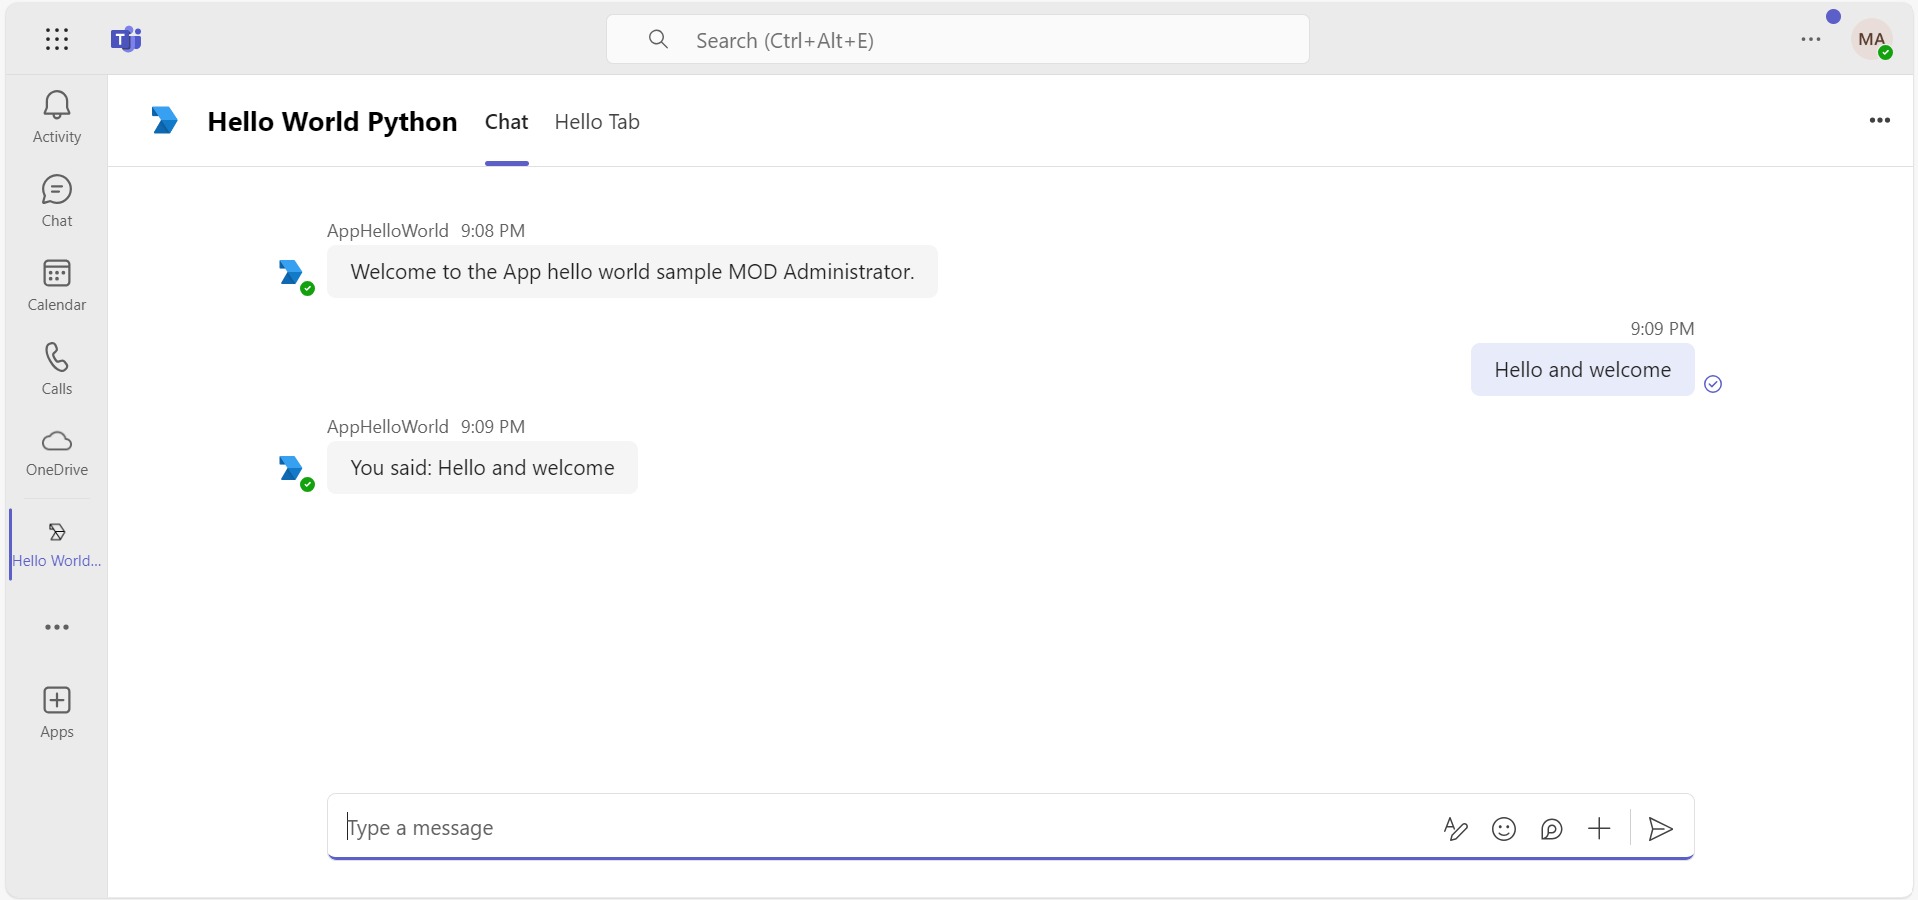 T
Search (Ctrl+Alt+E)
MA
Activity
Chat
Calendar
Calls
OneDrive
Hello World...
Apps
Hello World Python
Chat
Hello Tab
AppHelloWorld 9:08 PM
Welcome to the App hello world sample MOD Administrator.
9:09 PM
Hello and welcome
AppHelloWorld 9:09 PM
You said: Hello and welcome
Type a message